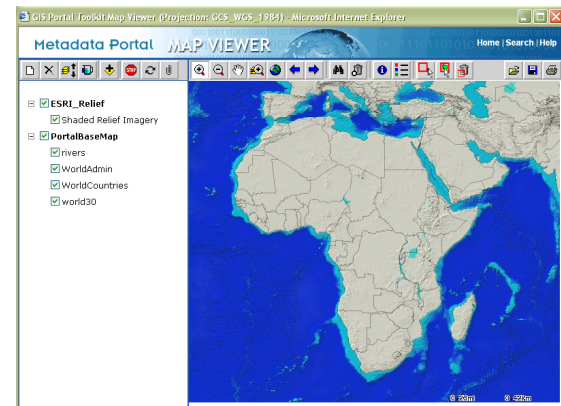 GIS Portal Toolkit Map Viewer (Projection: GCS_WGS_1984) - Microsoft Internet Explorer
Metadata Portal MAP VIEWER
Home | Search | Help
STOP
ESRI_Relief
Shaded Relief Imagery
PortalBaseMap
rivers
WorldAdmin
WorldCountries
world30